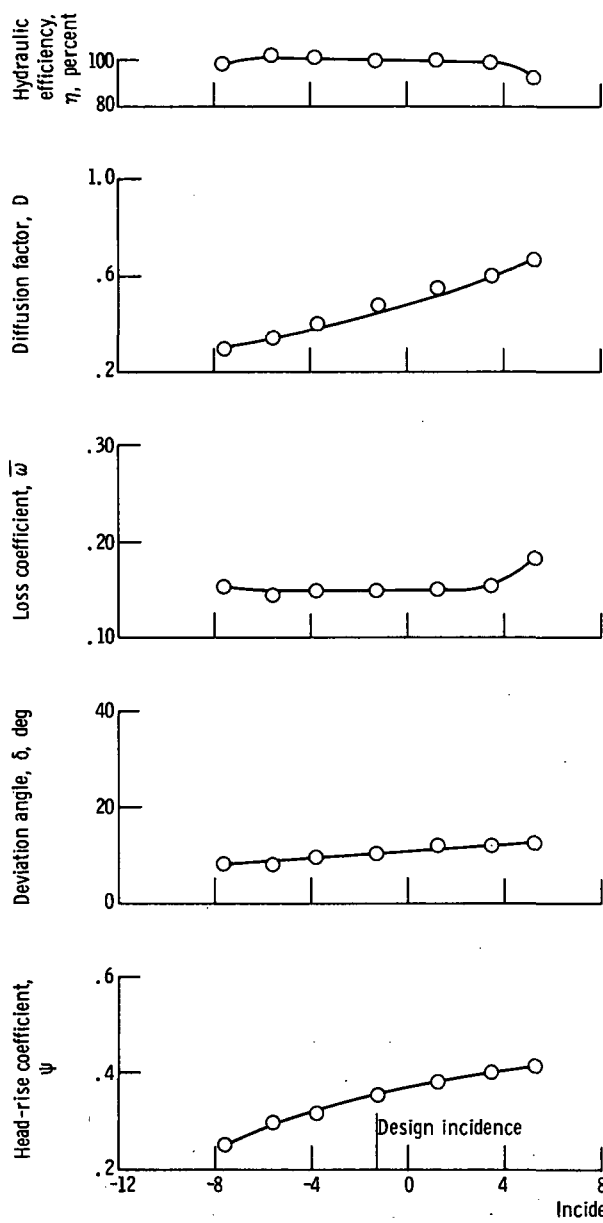 Hydraulic
efficiency,
η, percent
100
80
Diffusion factor, D
1.0
.6
.2
Loss coefficient, ω̅
.30
.20
.10
Deviation angle, δ, deg
40
20
0
Head-rise coefficient,
ψ
.6
.4
.2
Design incidence
-12 -8 -4 0 4 8
Incide